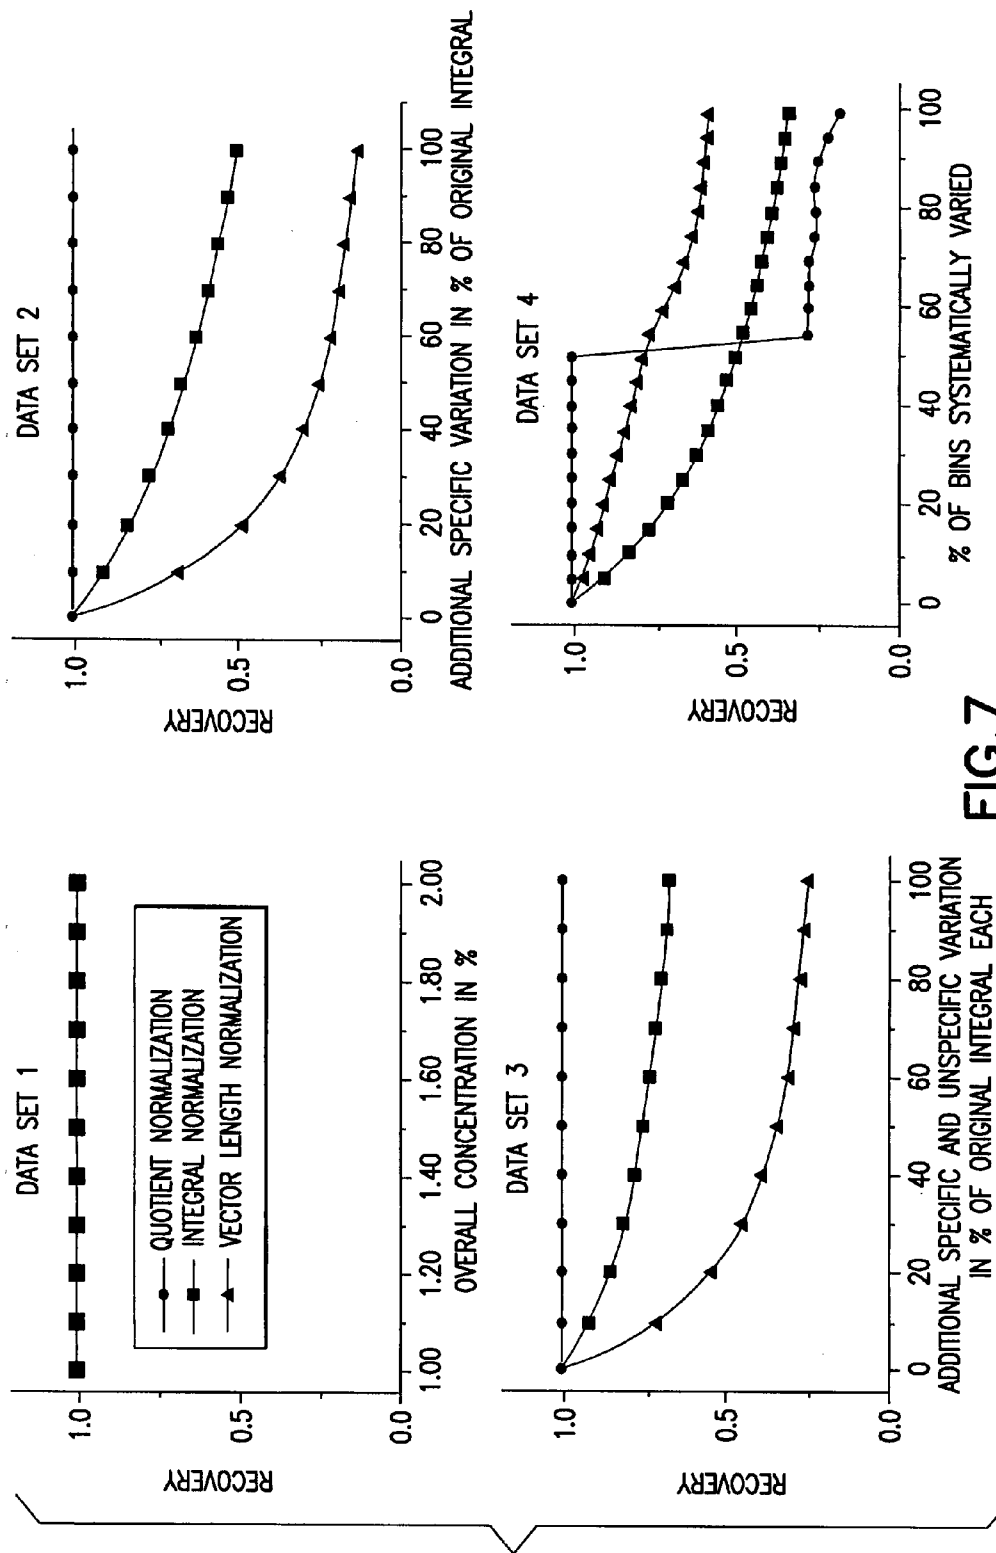 DATA SET 1
RECOVERY
1.0
0.5
0.0
QUOTIENT NORMALIZATION
INTEGRAL NORMALIZATION
VECTOR LENGTH NORMALIZATION
1.00 1.20 1.40 1.60 1.80 2.00
OVERALL CONCENTRATION IN %
DATA SET 2
RECOVERY
1.0
0.5
0.0
0 20 40 60 80 100
ADDITIONAL SPECIFIC VARIATION IN % OF ORIGINAL INTEGRAL
DATA SET 3
RECOVERY
1.0
0.5
0.0
0 20 40 60 80 100
ADDITIONAL SPECIFIC AND UNSPECIFIC VARIATION
IN % OF ORIGINAL INTEGRAL EACH
DATA SET 4
RECOVERY
1.0
0.5
0.0
0 20 40 60 80 100
% OF BINS SYSTEMATICALLY VARIED
FIG.7